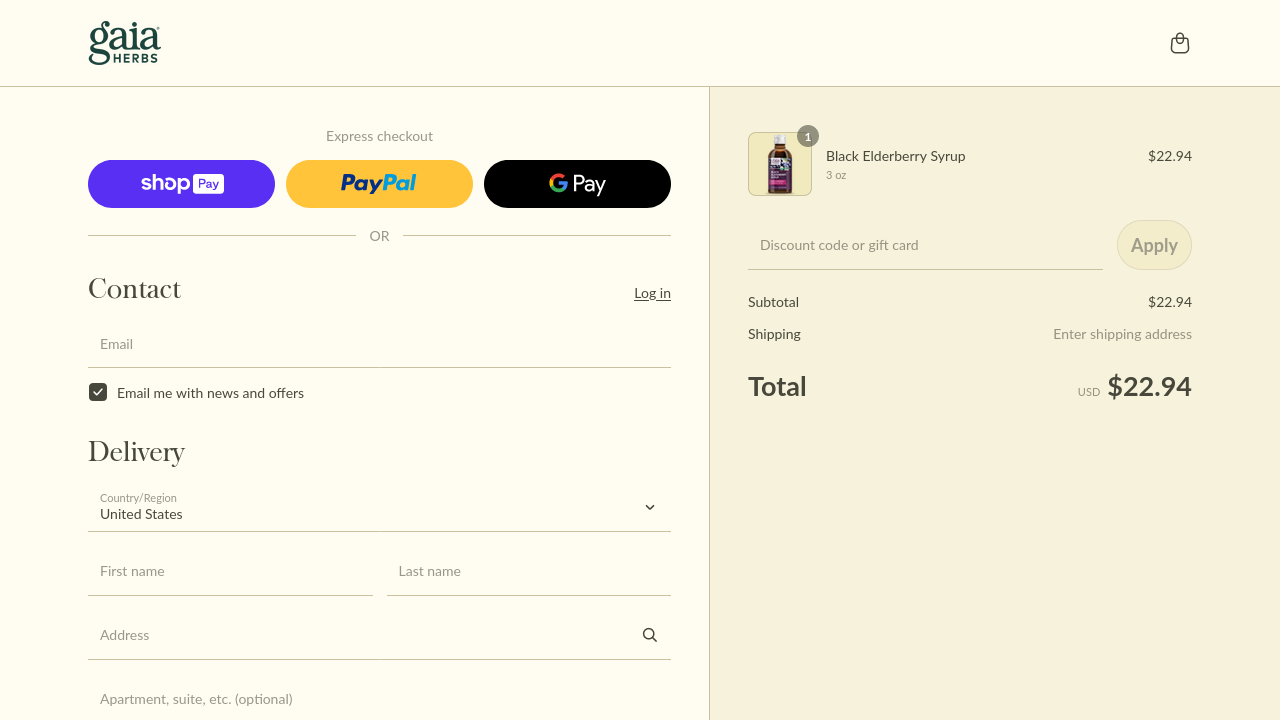 gaia
HERBS
Express checkout
shop Pay
PayPal
G Pay
OR
Contact
Log in
Email
Email me with news and offers
Delivery
Country/Region
United States
First name
Last name
Address
Apartment, suite, etc. (optional)
1
Black Elderberry Syrup
$22.94
3 oz
Discount code or gift card
Apply
Subtotal
$22.94
Shipping
Enter shipping address
Total
USD $22.94